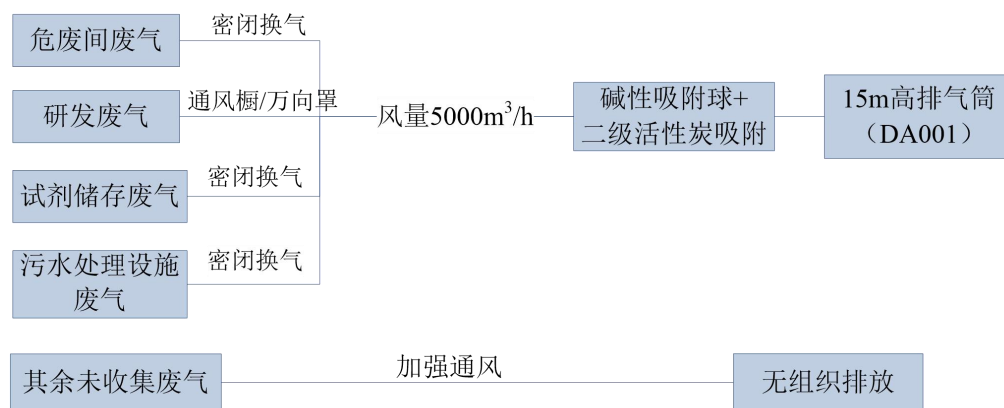 危废间废气
密闭换气
研发废气
通风橱/万向罩
试剂储存废气
密闭换气
污水处理设施
废气
密闭换气
风量5000m³/h
碱性吸附球+
二级活性炭吸附
15m高排气筒
（DA001）
其余未收集废气
加强通风
无组织排放